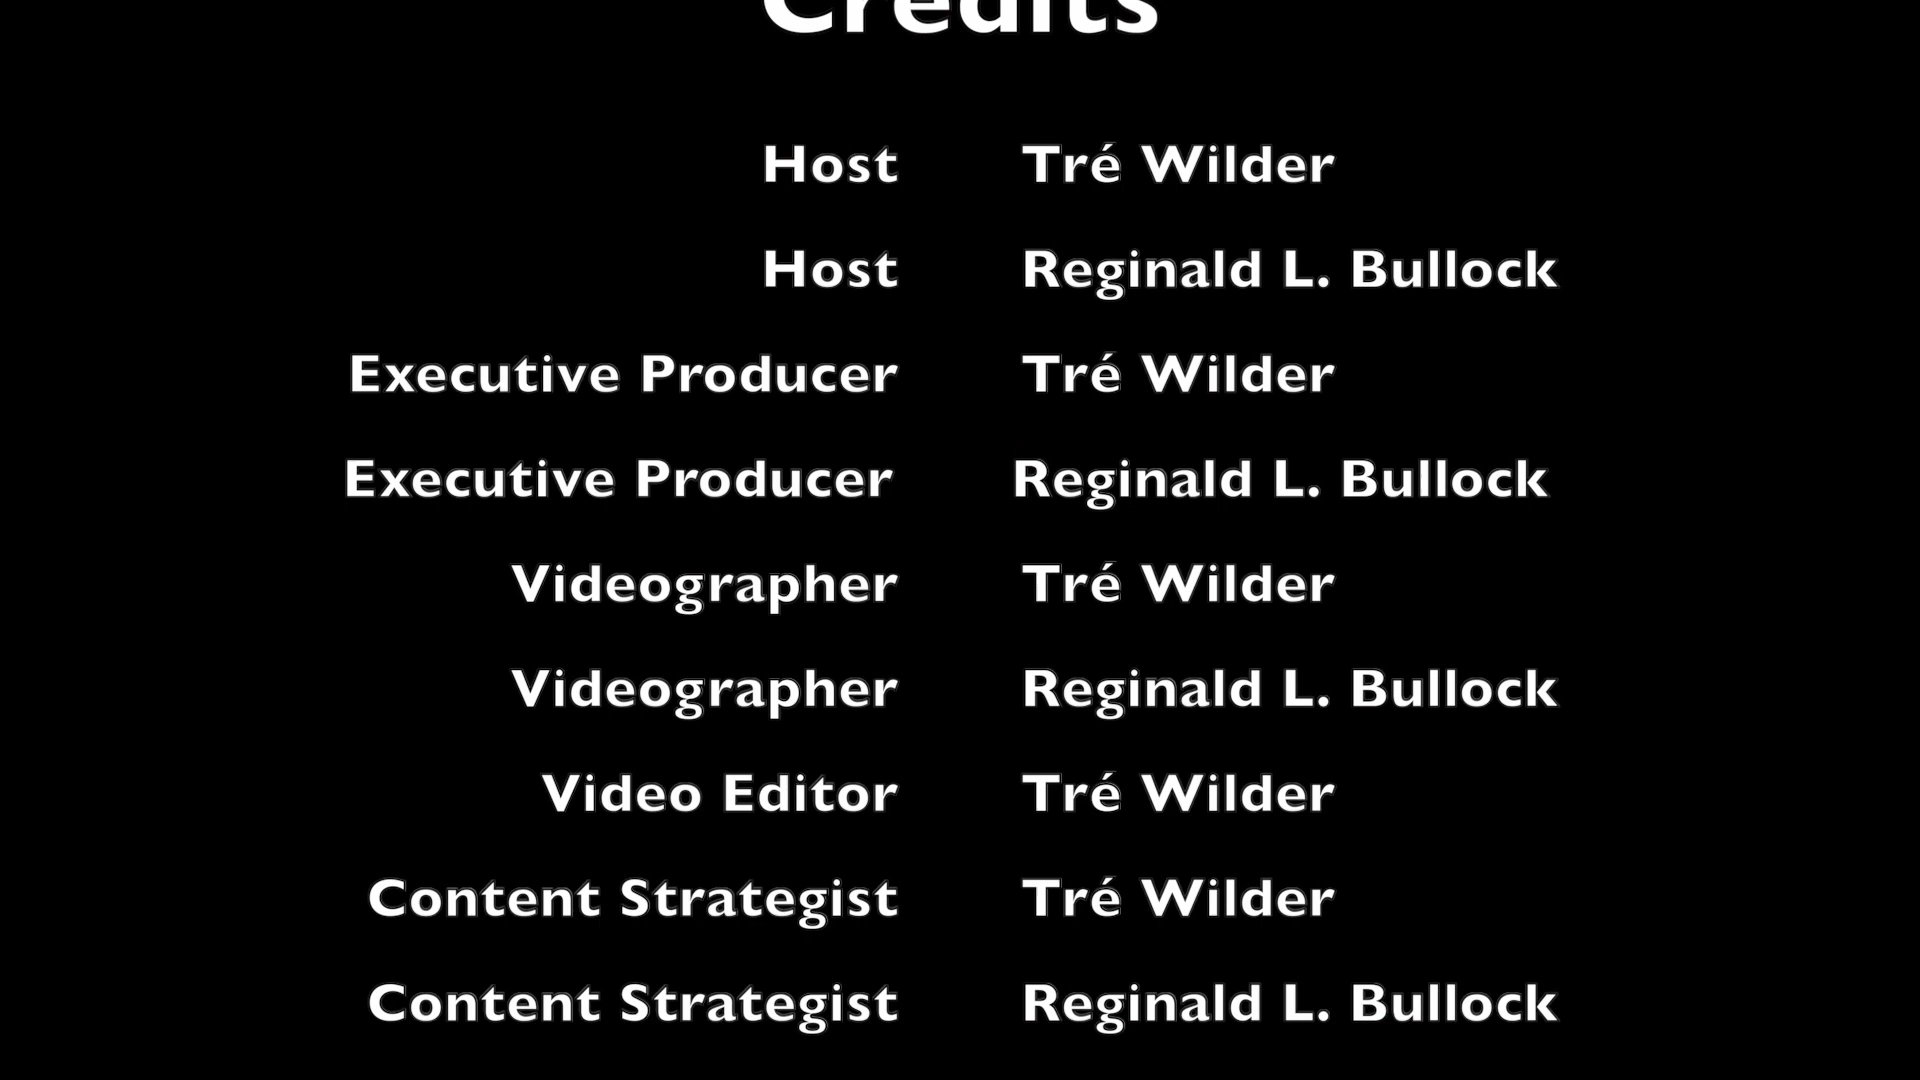 Credits
Host Tré Wilder
Host Reginald L. Bullock
Executive Producer Tré Wilder
Executive Producer Reginald L. Bullock
Videographer Tré Wilder
Videographer Reginald L. Bullock
Video Editor Tré Wilder
Content Strategist Tré Wilder
Content Strategist Reginald L. Bullock